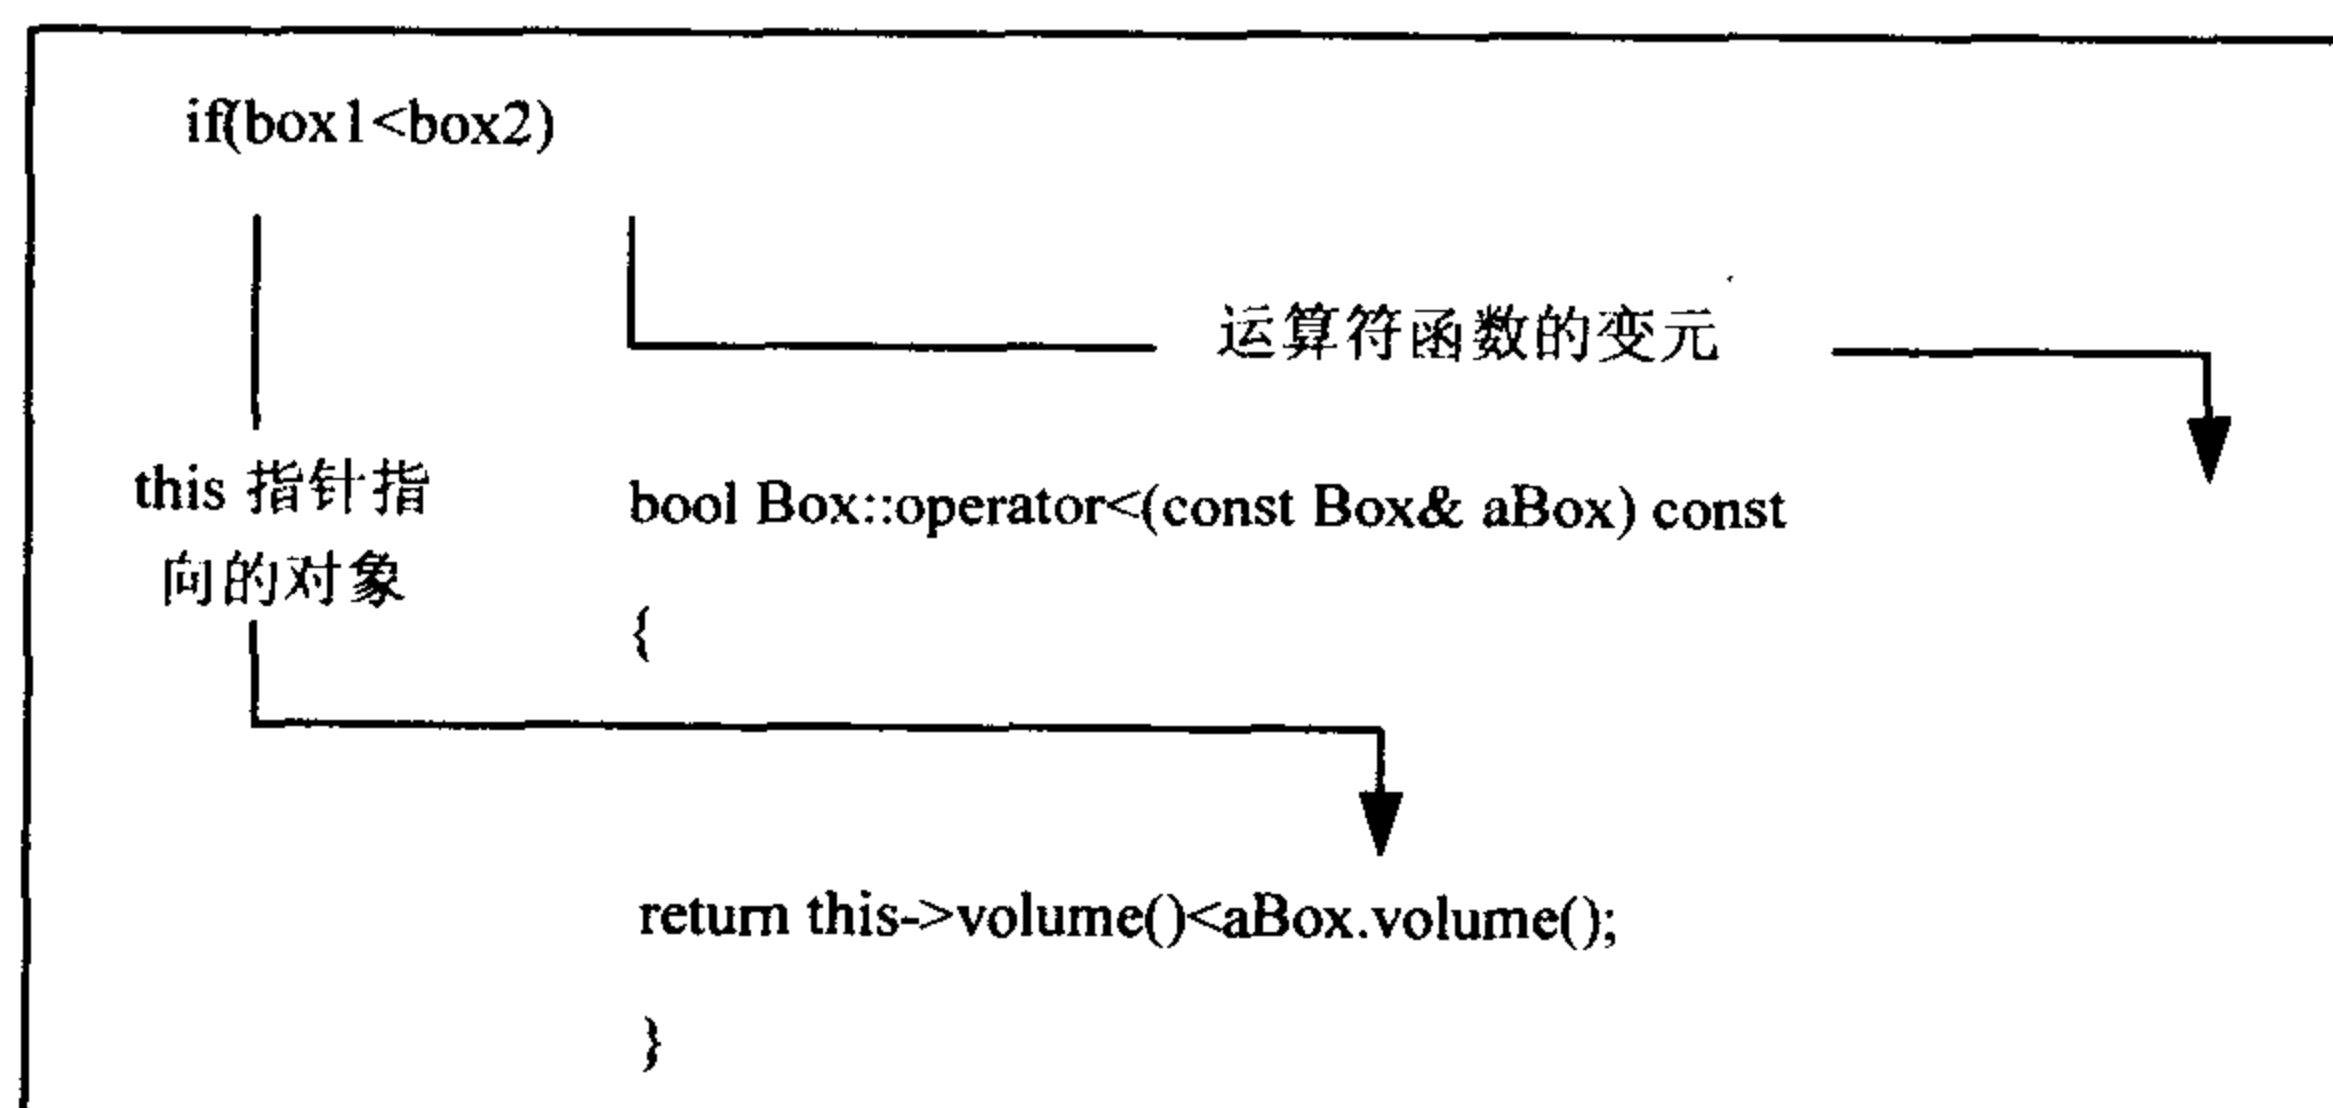 if(box1<box2)
运算符函数的变元
this 指针指
向的对象
bool Box::operator<(const Box& aBox) const
{
return this->volume()<aBox.volume();
}